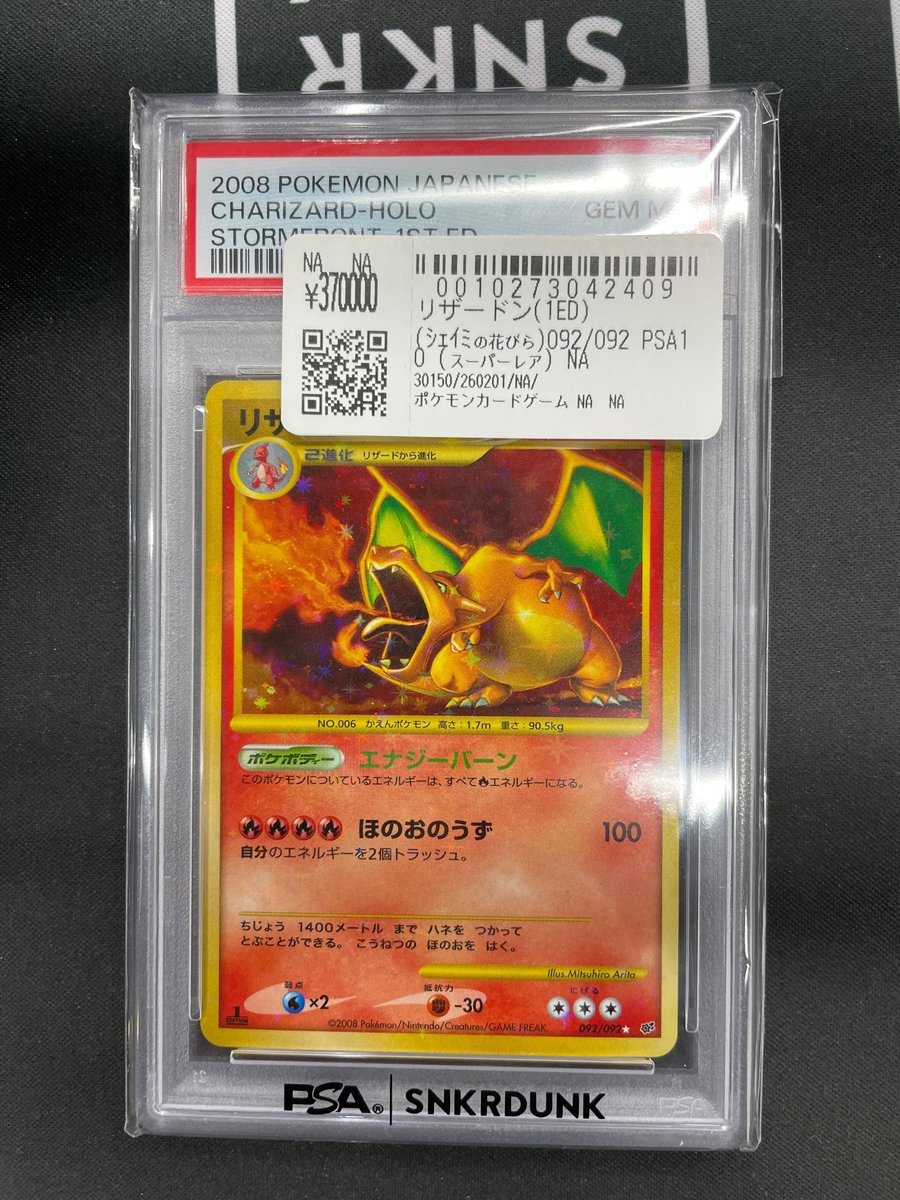 SNKR
2008 POKEMON JAPANESE
CHARIZARD-HOLO GEM M
STORMFRONT-1ST ED
NA NA
¥370000
0010273042409
リザードン(1ED)
(シェイミの花びら)092/092 PSA1
0 (スーパーレア) NA
30150/260201/NA/
ポケモンカードゲーム NA NA
リザ
2進化 リザードから進化
NO.006 かえんポケモン 高さ:1.7m 重さ:90.5kg
ポケボディー エナジーバーン
このポケモンについているエネルギーは、すべて エネルギーになる。
ほのおのうず 100
自分のエネルギーを2個トラッシュ。
ちじょう 1400メートル まで ハネを つかって
とぶことができる。 こうねつの ほのおを はく。
Illus.Mitsuhiro Arita
弱点 ×2 抵抗力 -30 にげる
1 EDITION
©2008 Pokémon/Nintendo/Creatures/GAME FREAK. 092/092★
PSA® | SNKRDUNK
PSA